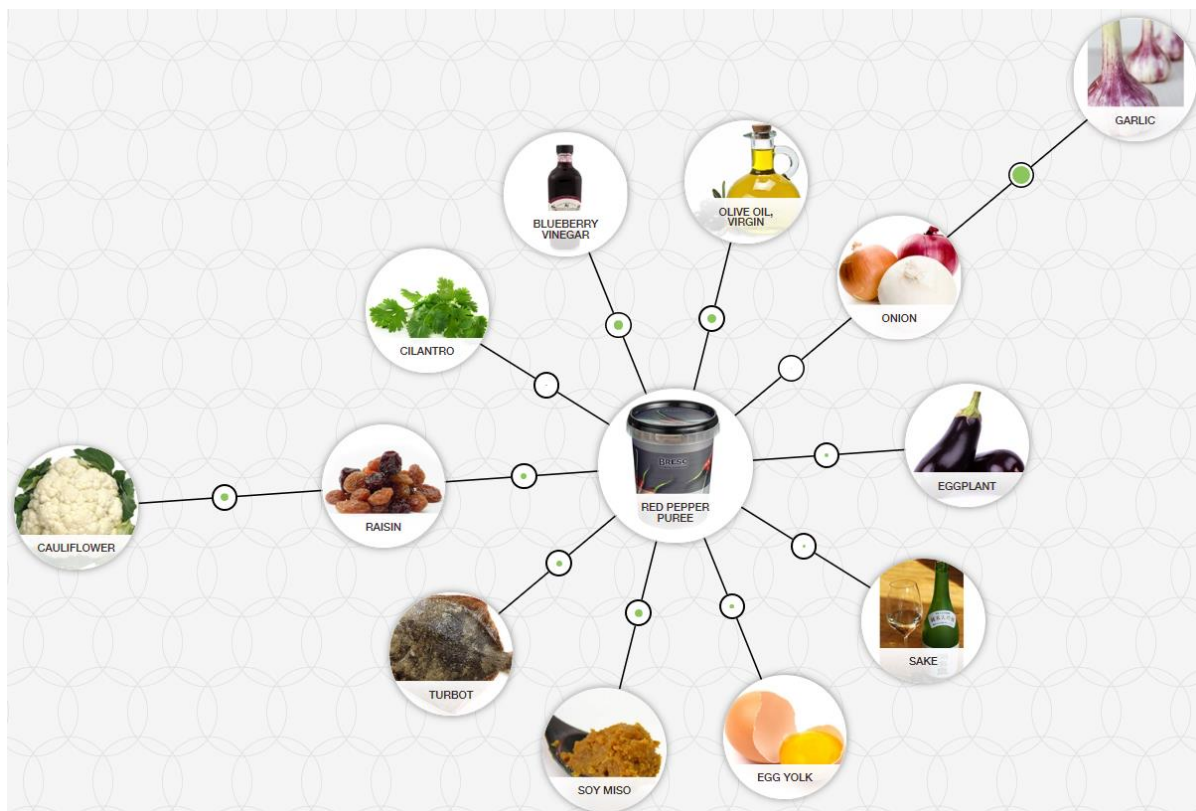 GARLIC
BLUEBERRY
VINEGAR
OLIVE OIL,
VIRGIN
ONION
CILANTRO
BRESC
RED PEPPER
PUREE
EGGPLANT
RAISIN
CAULIFLOWER
SAKE
TURBOT
EGG YOLK
SOY MISO